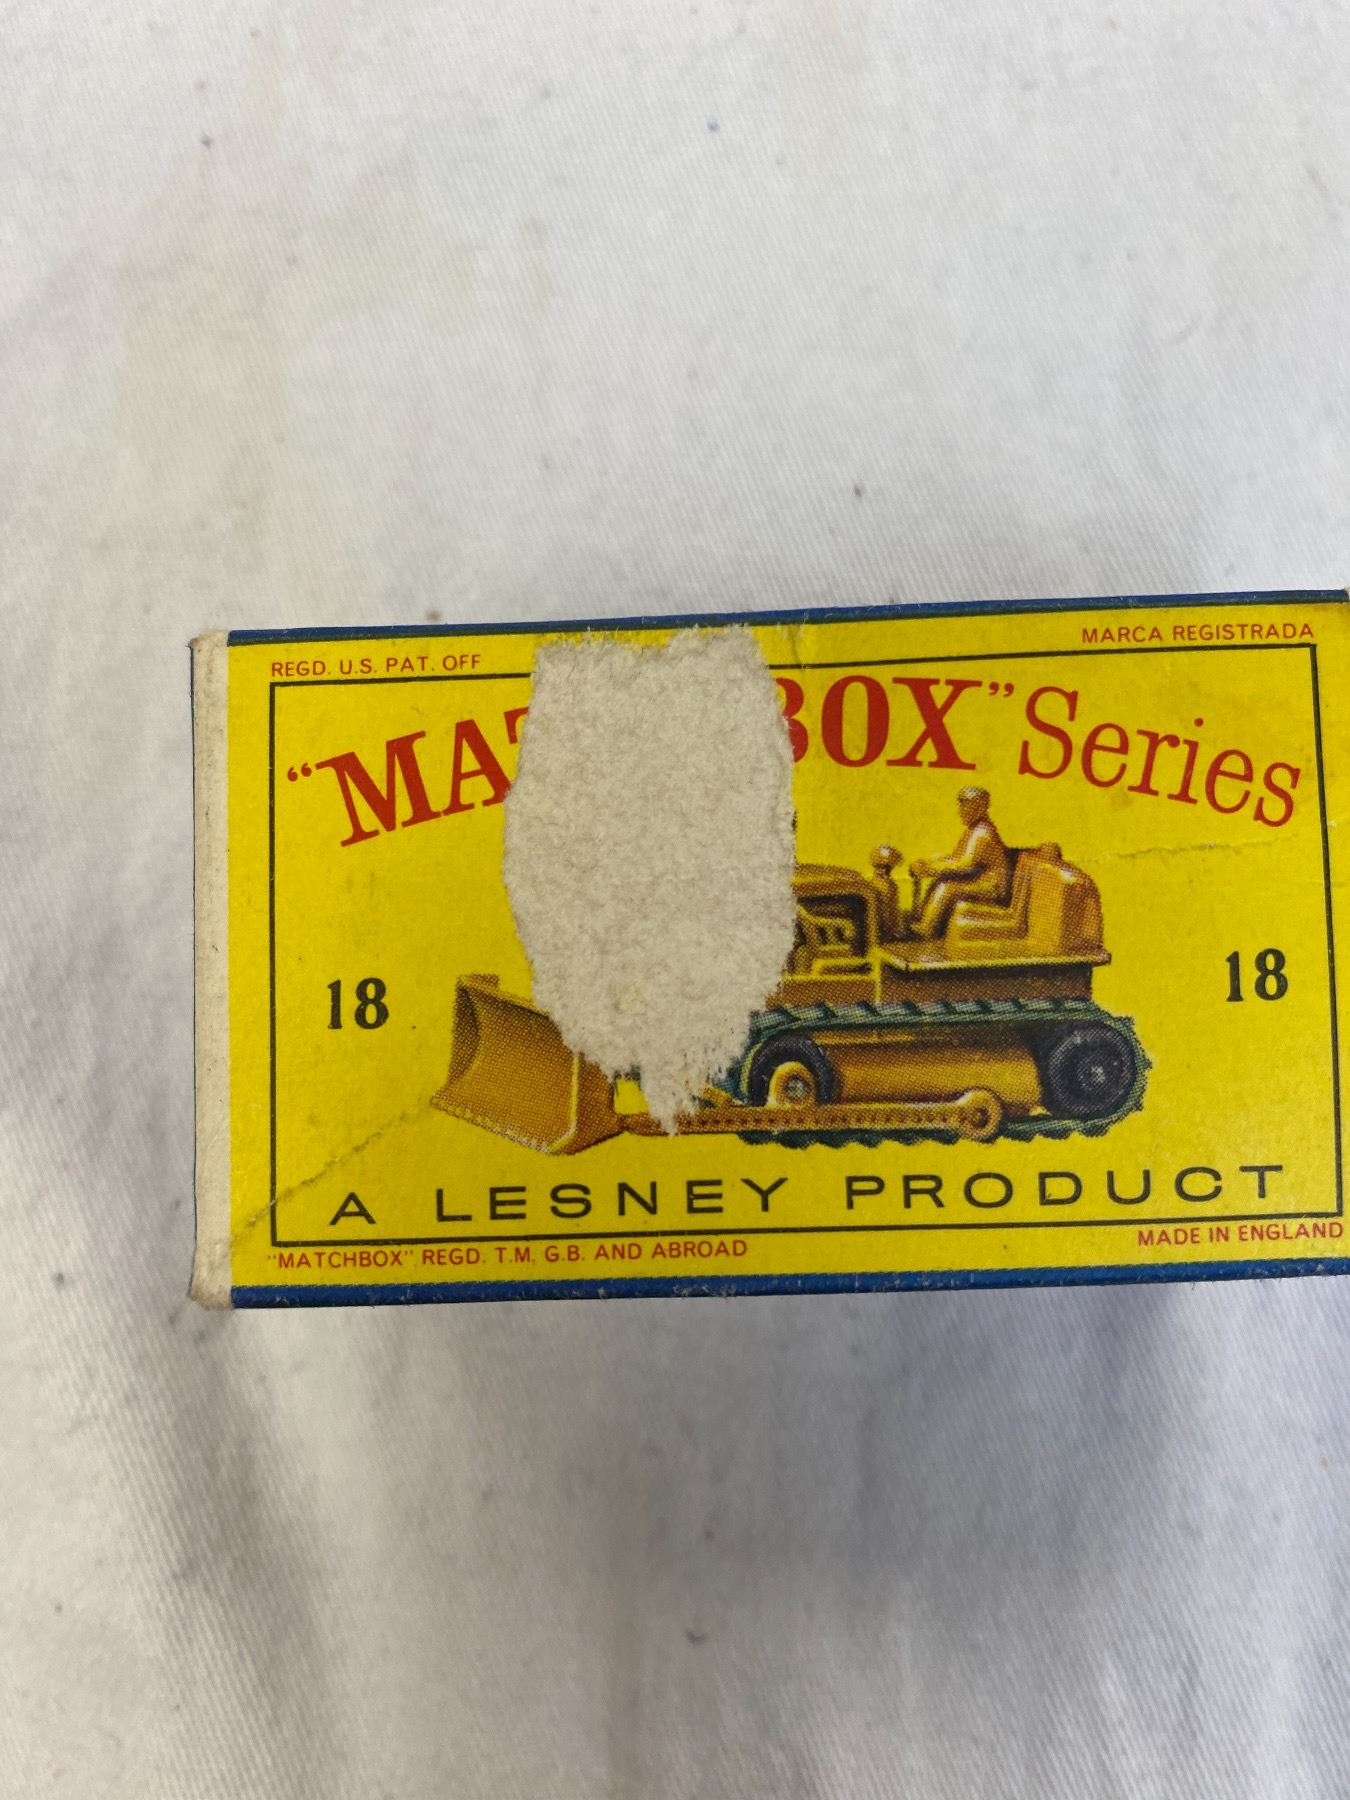 REGD. U.S. PAT. OFF
MARCA REGISTRADA
"MA BOX" Series
18
18
A LESNEY PRODUCT
"MATCHBOX" REGD. T.M. G.B. AND ABROAD
MADE IN ENGLAND